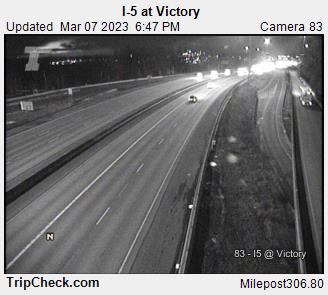 I-5 at Victory
Updated Mar 07 2023 6:47 PM Camera 83
T
N
83 - I5 @ Victory
TripCheck.com Milepost306.80